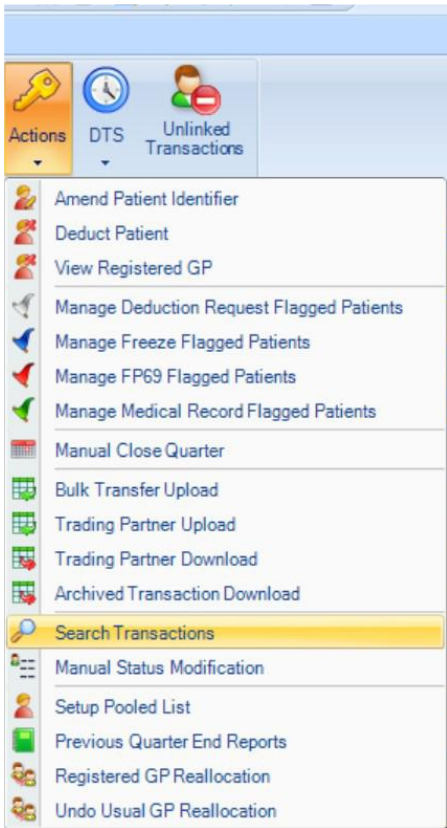 Actions
DTS
Unlinked
Transactions
Amend Patient Identifier
Deduct Patient
View Registered GP
Manage Deduction Request Flagged Patients
Manage Freeze Flagged Patients
Manage FP69 Flagged Patients
Manage Medical Record Flagged Patients
Manual Close Quarter
Bulk Transfer Upload
Trading Partner Upload
Trading Partner Download
Archived Transaction Download
Search Transactions
Manual Status Modification
Setup Pooled List
Previous Quarter End Reports
Registered GP Reallocation
Undo Usual GP Reallocation